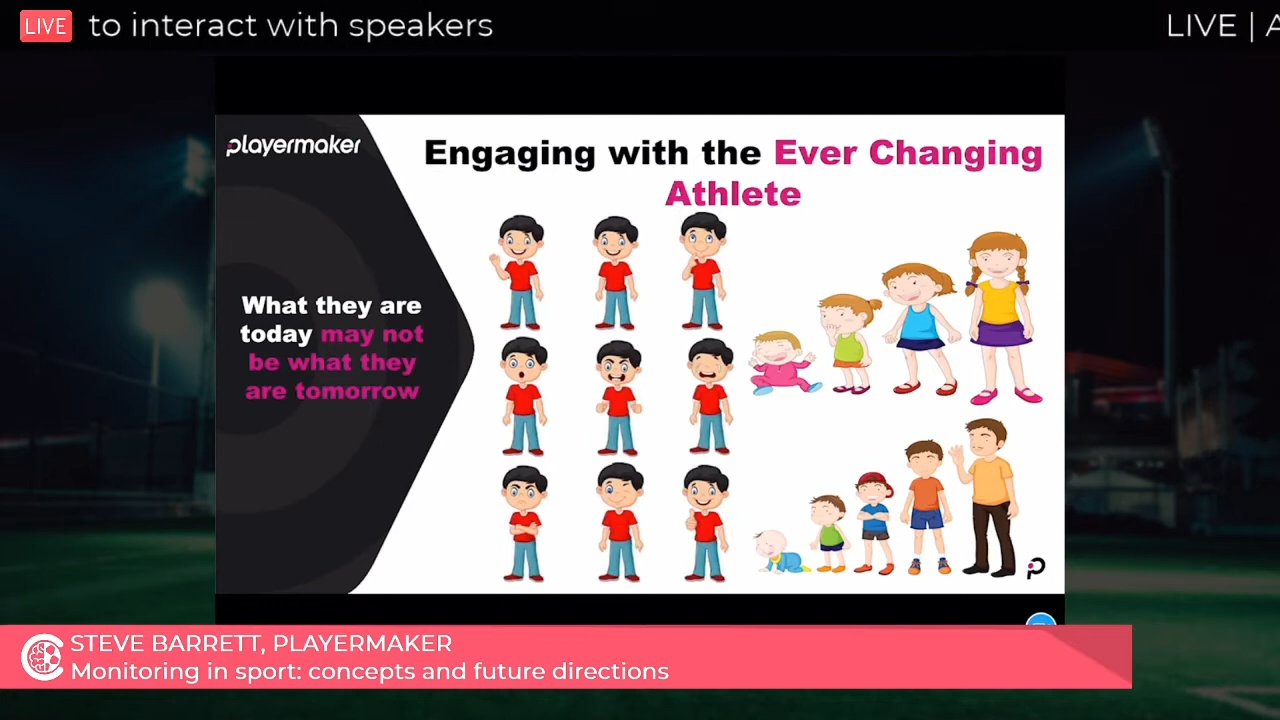 LIVE to interact with speakers
LIVE | A
playermaker
Engaging with the Ever Changing
Athlete
What they are
today may not
be what they
are tomorrow
STEVE BARRETT, PLAYERMAKER
Monitoring in sport: concepts and future directions